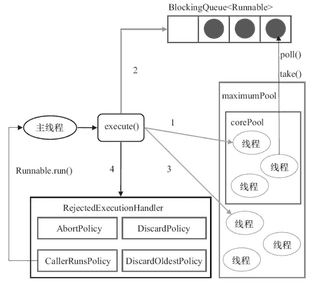 BlockingQueue<Runnable>
poll()
2
take()
maximumPool
corePool
主线程
execute()
1
线程
线程
Runnable.run()
4
3
线程
RejectedExecutionHandler
线程
AbortPolicy
DiscardPolicy
线程
线程
CallerRunsPolicy
DiscardOldestPolicy